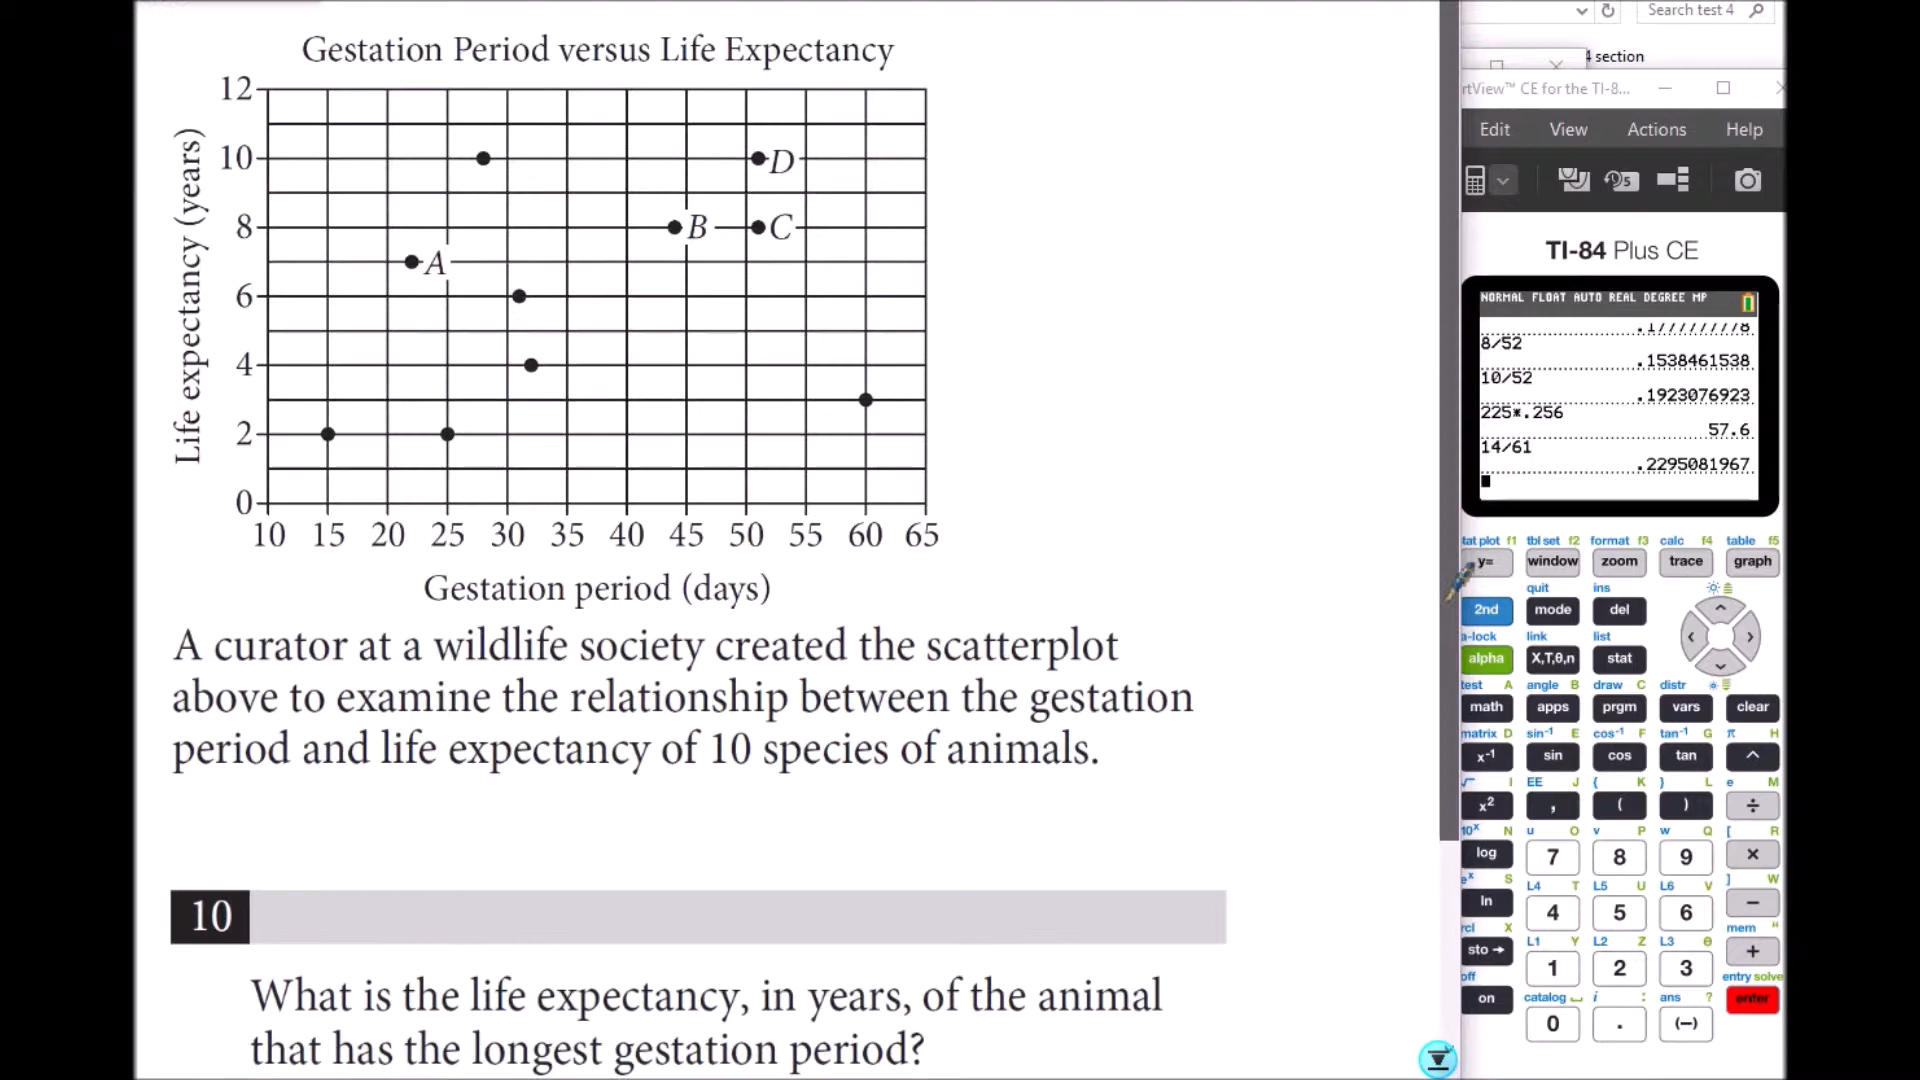 Gestation Period versus Life Expectancy
Life expectancy (years)
12
10
8
6
4
2
0
A
B
C
D
10 15 20 25 30 35 40 45 50 55 60 65
Gestation period (days)
A curator at a wildlife society created the scatterplot
above to examine the relationship between the gestation
period and life expectancy of 10 species of animals.
10
What is the life expectancy, in years, of the animal
that has the longest gestation period?
Search test 4
4 section
rtView™ CE for the TI-8...
Edit View Actions Help
5
TI-84 Plus CE
NORMAL FLOAT AUTO REAL DEGREE MP
8/52
.1538461538
10/52
.1923076923
225*.256
57.6
14/61
.2295081967
stat plot f1 tbl set f2 format f3 calc f4 table f5
y= window zoom trace graph
quit ins
2nd mode del
a-lock link list
alpha X,T,θ,n stat
test A angle B draw C distr
math apps prgm vars clear
matrix D sin⁻¹ E cos⁻¹ F tan⁻¹ G π H
x⁻¹ sin cos tan ^
√ I EE J { K } L e M
x² , ( ) ÷
10ˣ N u O v P w Q [ R
log 7 8 9 ×
eˣ S L4 T L5 U L6 V ] W
ln 4 5 6 −
rcl X L1 Y L2 Z L3 θ mem "
sto → 1 2 3 +
off catalog i : ans ? entry solve
on 0 . (−) enter